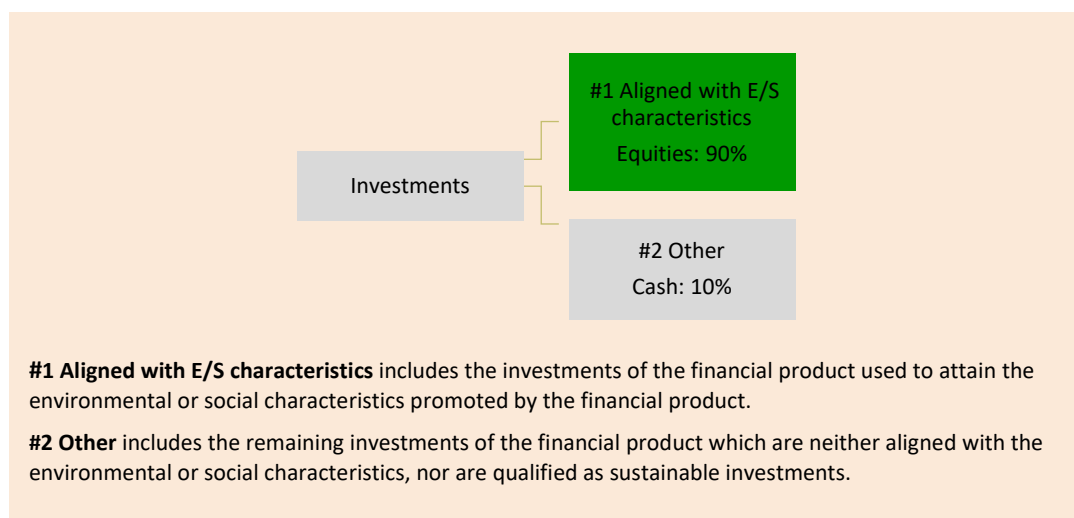 #1 Aligned with E/S
characteristics
Equities: 90%
Investments
#2 Other
Cash: 10%
#1 Aligned with E/S characteristics includes the investments of the financial product used to attain the
environmental or social characteristics promoted by the financial product.
#2 Other includes the remaining investments of the financial product which are neither aligned with the
environmental or social characteristics, nor are qualified as sustainable investments.